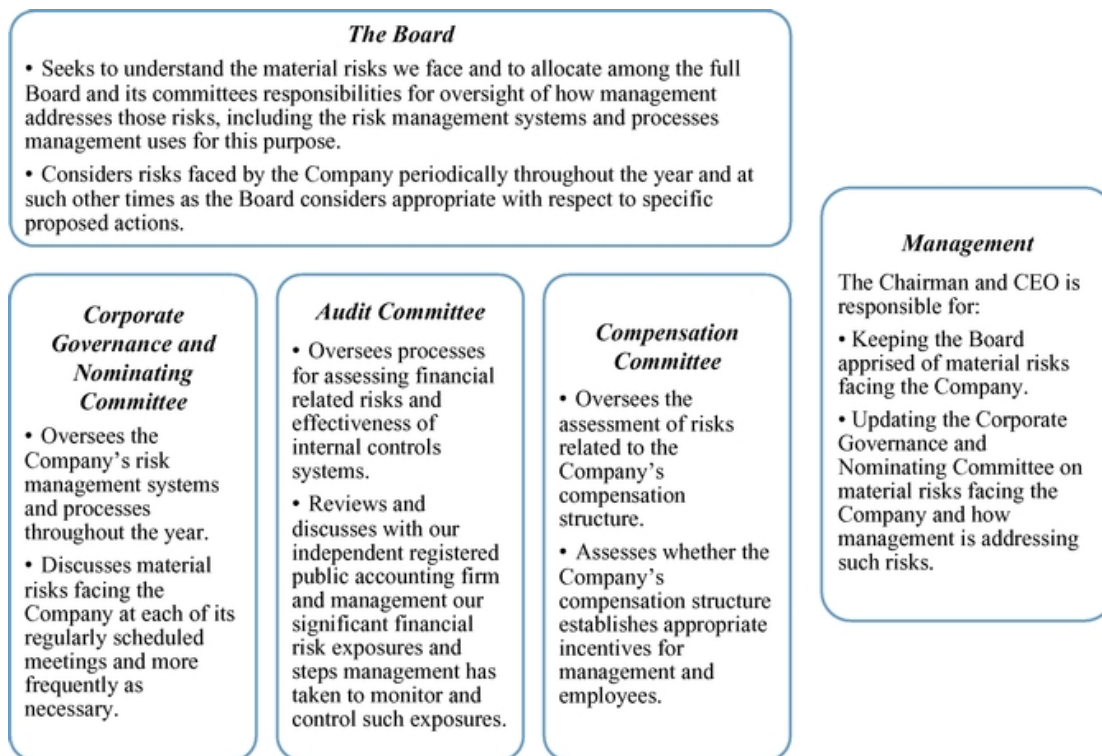 The Board
• Seeks to understand the material risks we face and to allocate among the full
Board and its committees responsibilities for oversight of how management
addresses those risks, including the risk management systems and processes
management uses for this purpose.
• Considers risks faced by the Company periodically throughout the year and at
such other times as the Board considers appropriate with respect to specific
proposed actions.
Corporate
Governance and
Nominating
Committee
• Oversees the
Company’s risk
management systems
and processes
throughout the year.
• Discusses material
risks facing the
Company at each of its
regularly scheduled
meetings and more
frequently as
necessary.
Audit Committee
• Oversees processes
for assessing financial
related risks and
effectiveness of
internal controls
systems.
• Reviews and
discusses with our
independent registered
public accounting firm
and management our
significant financial
risk exposures and
steps management has
taken to monitor and
control such exposures.
Compensation
Committee
• Oversees the
assessment of risks
related to the
Company’s
compensation
structure.
• Assesses whether the
Company’s
compensation structure
establishes appropriate
incentives for
management and
employees.
Management
The Chairman and CEO is
responsible for:
• Keeping the Board
apprised of material risks
facing the Company.
• Updating the Corporate
Governance and
Nominating Committee on
material risks facing the
Company and how
management is addressing
such risks.